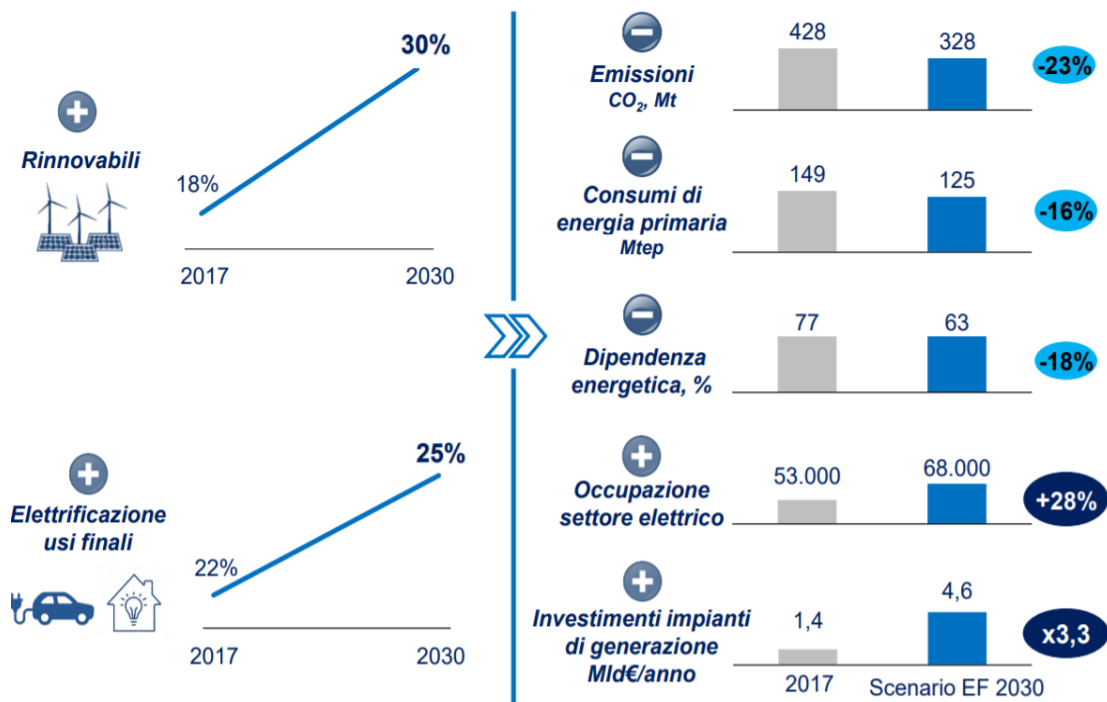 30%
Rinnovabili
18%
2017
2030
25%
Elettrificazione
usi finali
22%
2017
2030
Emissioni
CO₂, Mt
428
328
-23%
Consumi di
energia primaria
Mtep
149
125
-16%
Dipendenza
energetica, %
77
63
-18%
Occupazione
settore elettrico
53.000
68.000
+28%
Investimenti impianti
di generazione
Mld€/anno
1,4
4,6
x3,3
2017
Scenario EF 2030